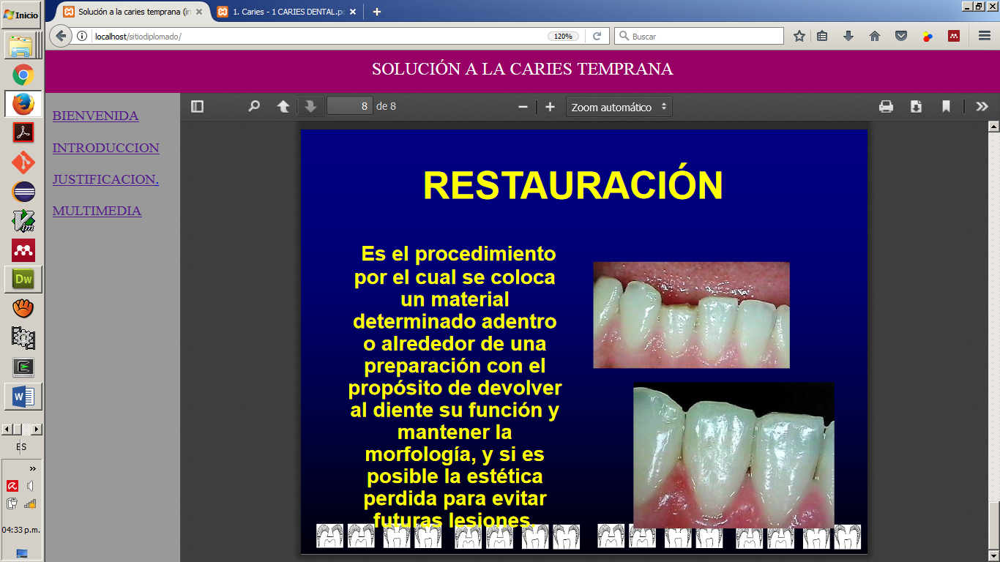 Inicio
Solución a la caries temprana (in
1. Caries - 1 CARIES DENTAL.pd
localhost/sitiodiplomado/
120%
Buscar
SOLUCIÓN A LA CARIES TEMPRANA
BIENVENIDA
INTRODUCCION
JUSTIFICACION.
MULTIMEDIA
8 de 8
Zoom automático
RESTAURACIÓN
Es el procedimiento
por el cual se coloca
un material
determinado adentro
o alrededor de una
preparación con el
propósito de devolver
al diente su función y
mantener la
morfología, y si es
posible la estética
perdida para evitar
futuras lesiones.
Dw
W
ES
»
04:33 p.m.